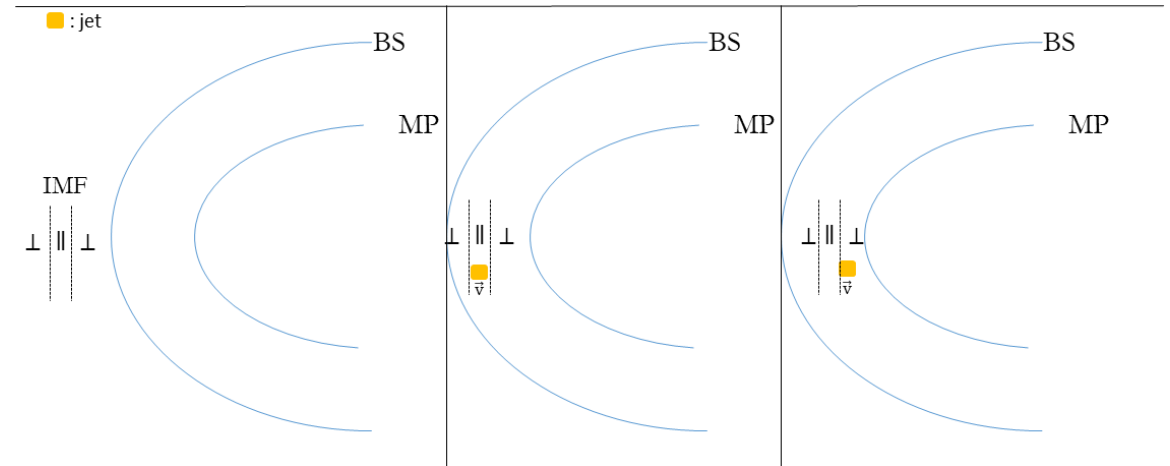 : jet
BS
MP
IMF
⊥ ∥ ⊥
BS
MP
⊥ ∥ ⊥
v⃗
BS
MP
⊥ ∥ ⊥
v⃗